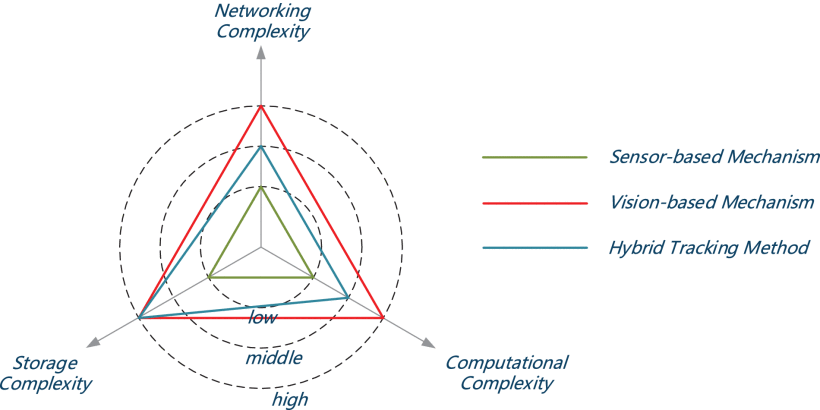 Networking
Complexity
Sensor-based Mechanism
Vision-based Mechanism
Hybrid Tracking Method
low
middle
high
Storage
Complexity
Computational
Complexity